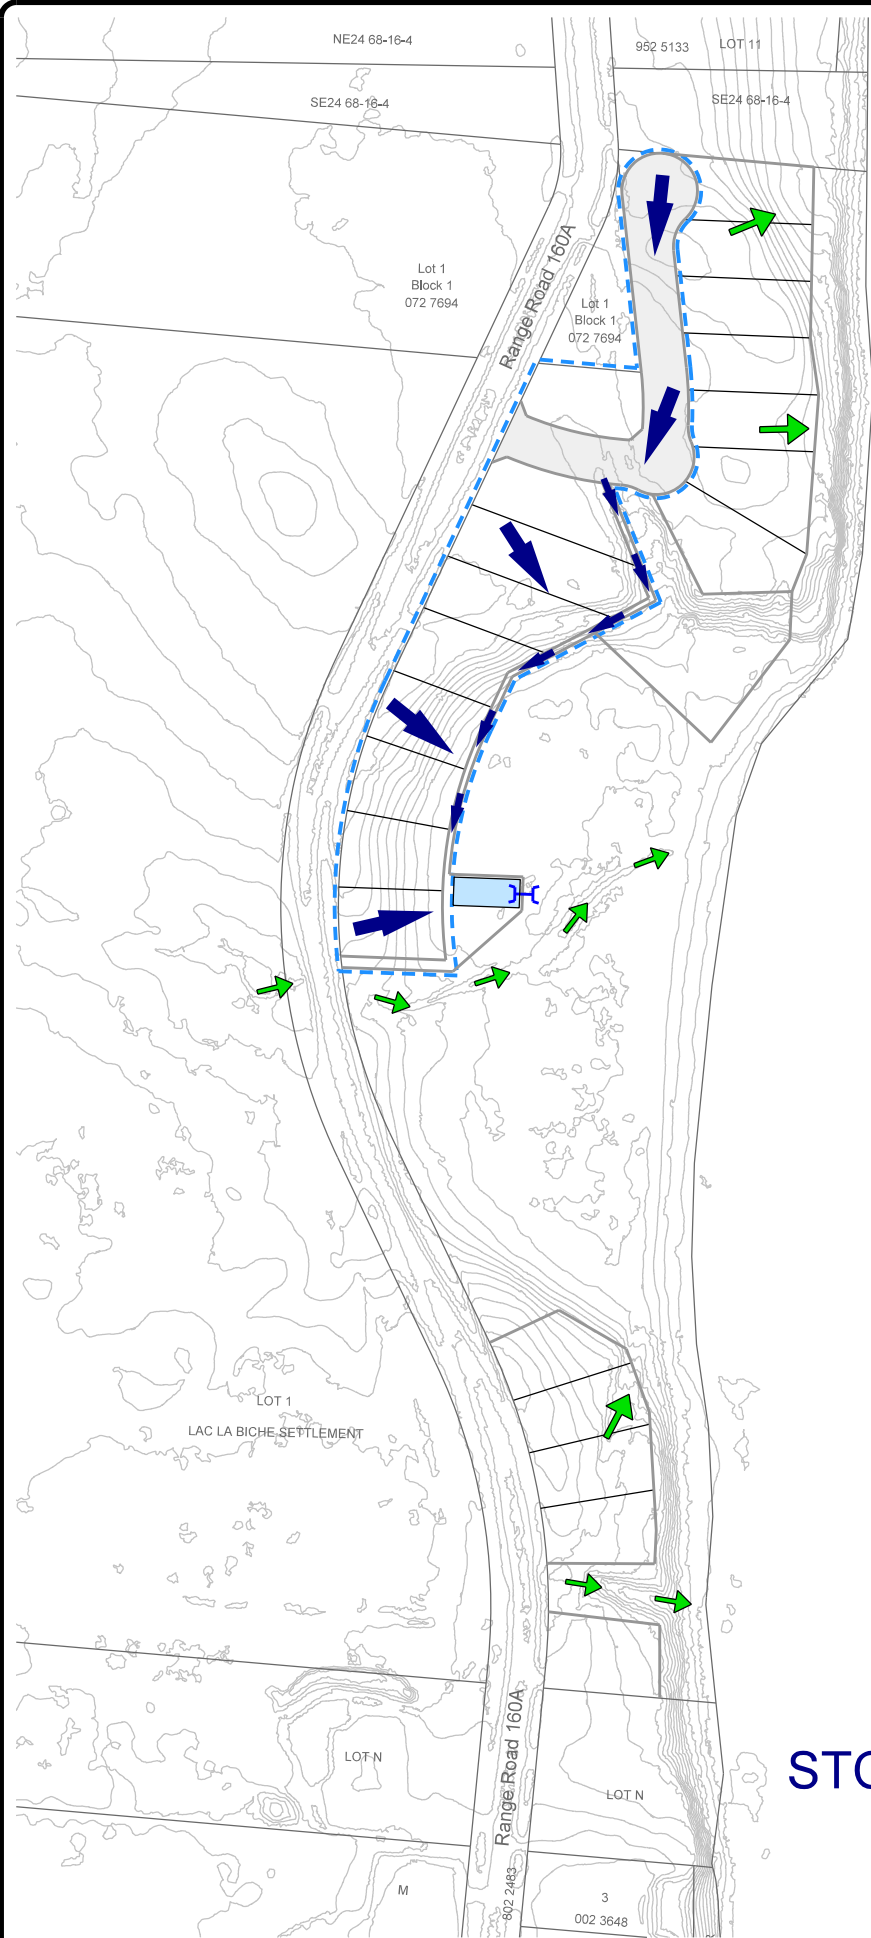 NE24 68-16-4
952 5133
LOT 11
SE24 68-16-4
SE24 68-16-4
Range Road 160A
Lot 1
Block 1
072 7694
Lot 1
Block 1
072 7694
LOT 1
LAC LA BICHE SETTLEMENT
Range Road 160A
LOT N
STO
LOT N
802 2483
M
3
002 3648